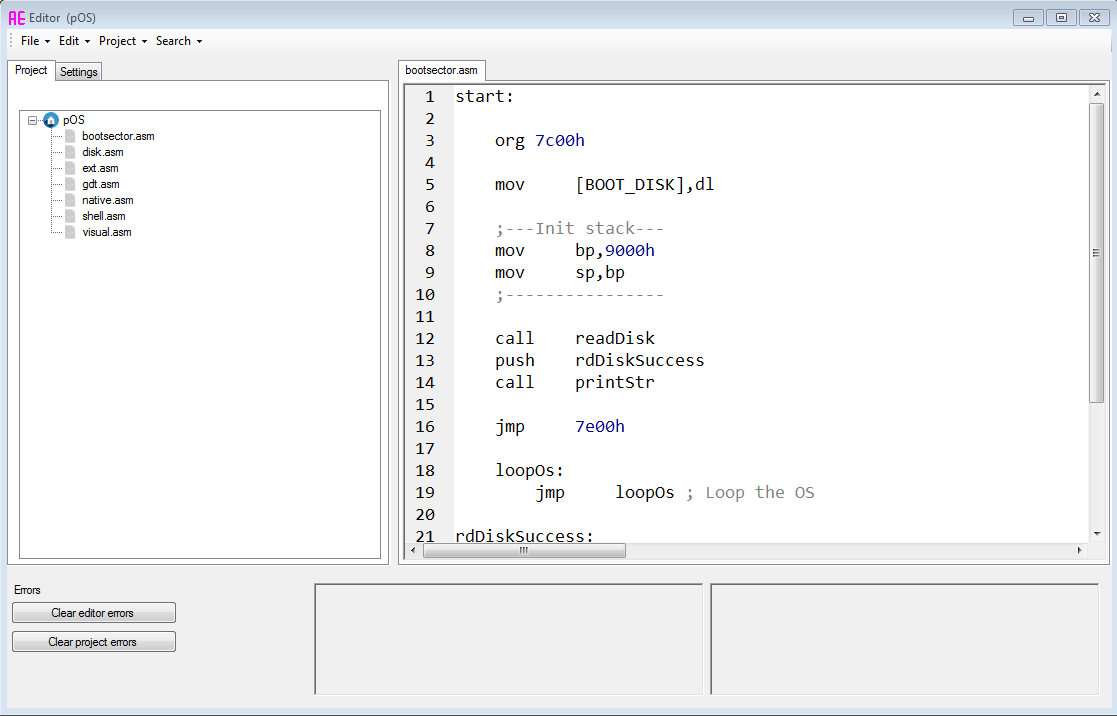 AE Editor (pOS)
File Edit Project Search
Project Settings
pOS
bootsector.asm
disk.asm
ext.asm
gdt.asm
native.asm
shell.asm
visual.asm
bootsector.asm
1 start:
2
3 org 7c00h
4
5 mov [BOOT_DISK],dl
6
7 ;---Init stack---
8 mov bp,9000h
9 mov sp,bp
10 ;----------------
11
12 call readDisk
13 push rdDiskSuccess
14 call printStr
15
16 jmp 7e00h
17
18 loopOs:
19 jmp loopOs ; Loop the OS
20
21 rdDiskSuccess:
Errors
Clear editor errors
Clear project errors